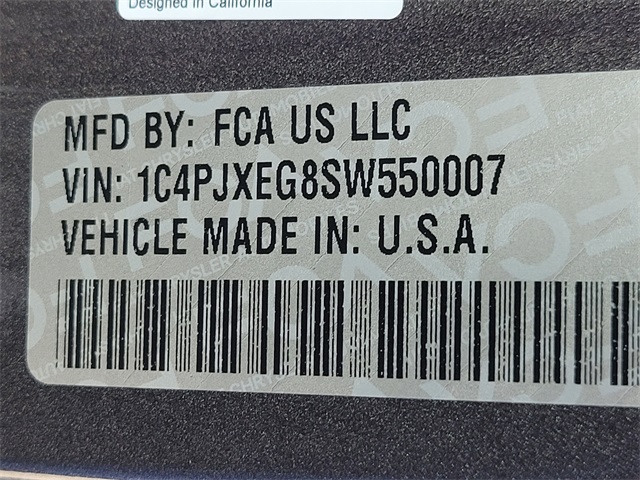 Designed in California
MFD BY: FCA US LLC
VIN: 1C4PJXEG8SW550007
VEHICLE MADE IN: U.S.A.